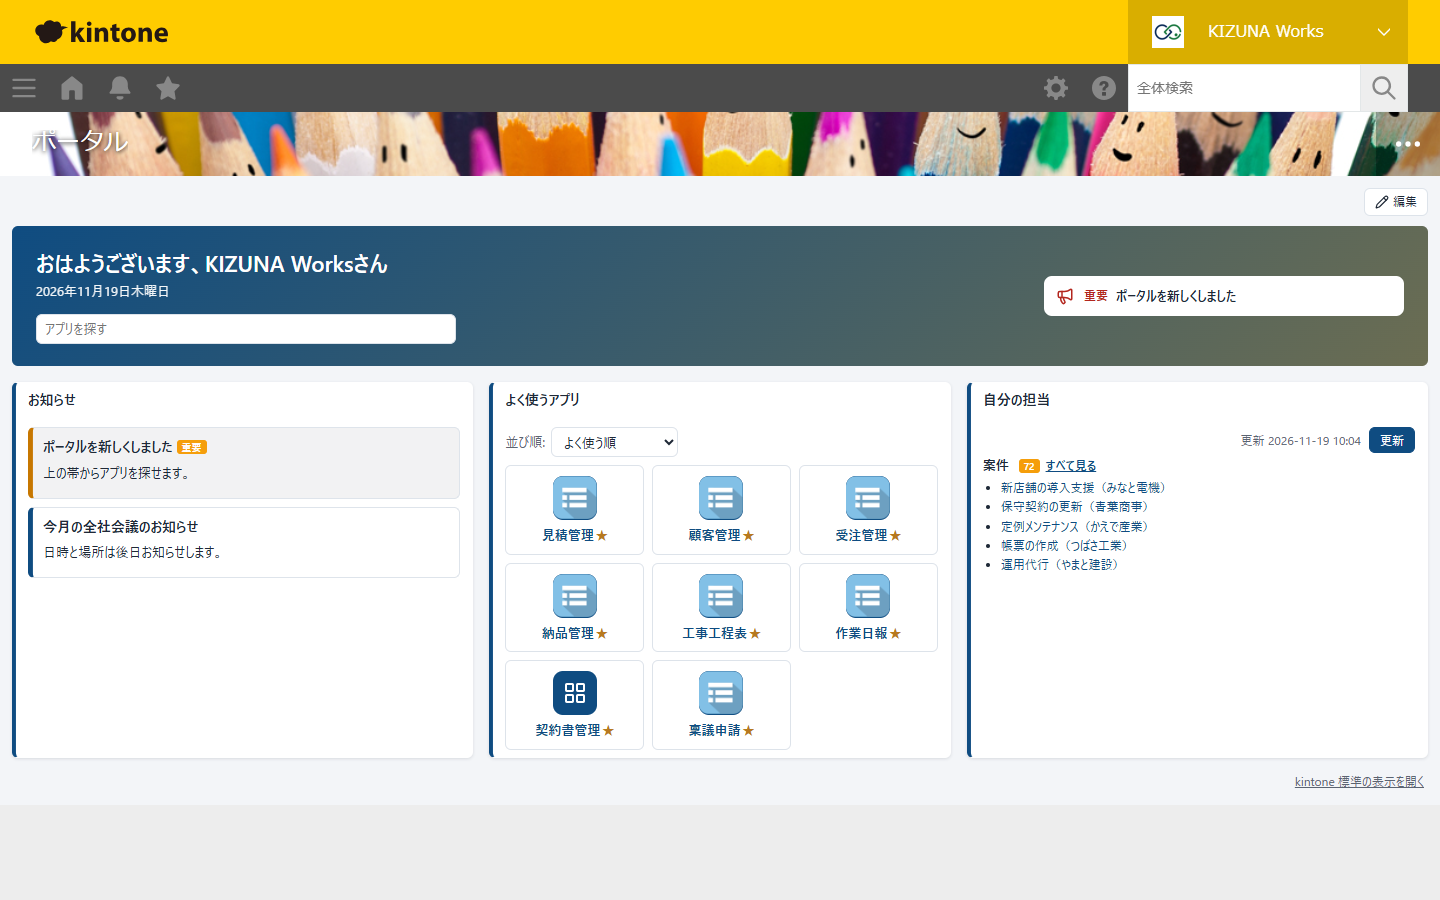 kintone
KIZUNA Works
全体検索
ポータル
編集
おはようございます、KIZUNA Worksさん
2026年11月19日木曜日
アプリを探す
重要 ポータルを新しくしました
お知らせ
ポータルを新しくしました 重要
上の帯からアプリを探せます。
今月の全社会議のお知らせ
日時と場所は後日お知らせします。
よく使うアプリ
並び順: よく使う順
見積管理★
顧客管理★
受注管理★
納品管理★
工事工程表★
作業日報★
契約書管理★
稟議申請★
自分の担当
更新 2026-11-19 10:04 更新
案件 72 すべて見る
新店舗の導入支援（みなと電機）
保守契約の更新（青葉商事）
定例メンテナンス（かえで産業）
帳票の作成（つばさ工業）
運用代行（やまと建設）
kintone 標準の表示を開く